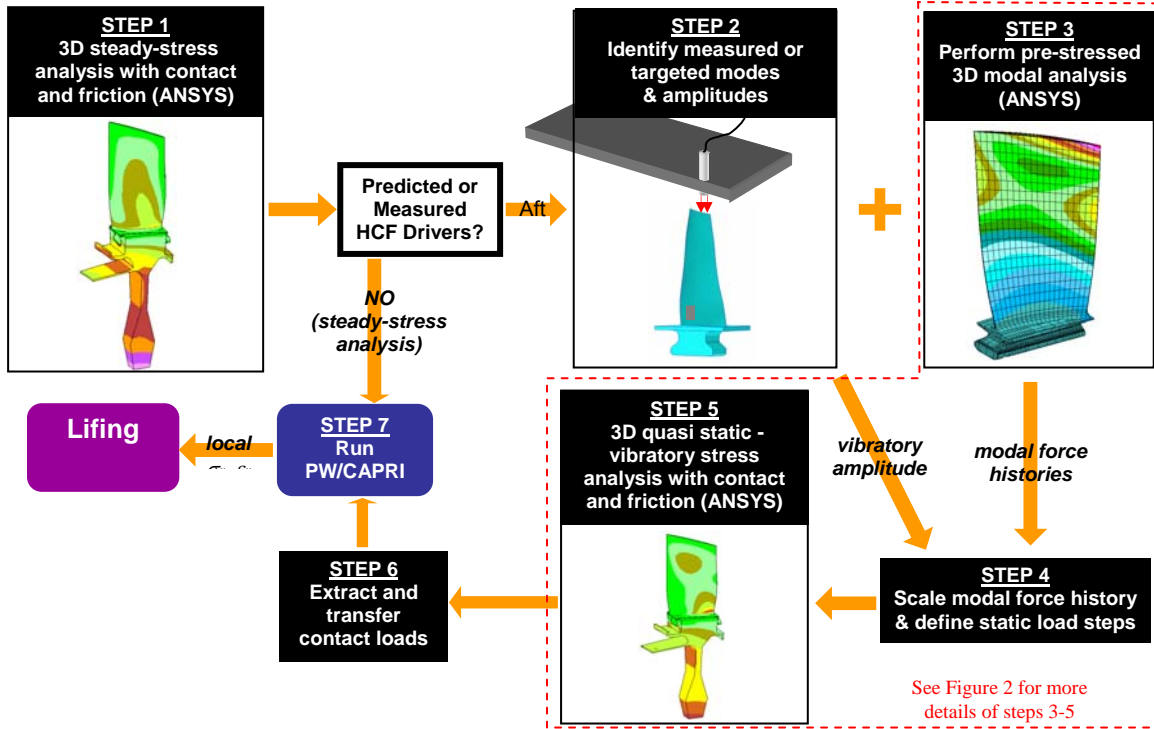 STEP 1
3D steady-stress
analysis with contact
and friction (ANSYS)
Predicted or
Measured
HCF Drivers?
Aft
NO
(steady-stress
analysis)
STEP 2
Identify measured or
targeted modes
& amplitudes
STEP 3
Perform pre-stressed
3D modal analysis
(ANSYS)
vibratory
amplitude
modal force
histories
STEP 4
Scale modal force history
& define static load steps
See Figure 2 for more
details of steps 3-5
STEP 5
3D quasi static -
vibratory stress
analysis with contact
and friction (ANSYS)
STEP 6
Extract and
transfer
contact loads
STEP 7
Run
PW/CAPRI
local
Lifing